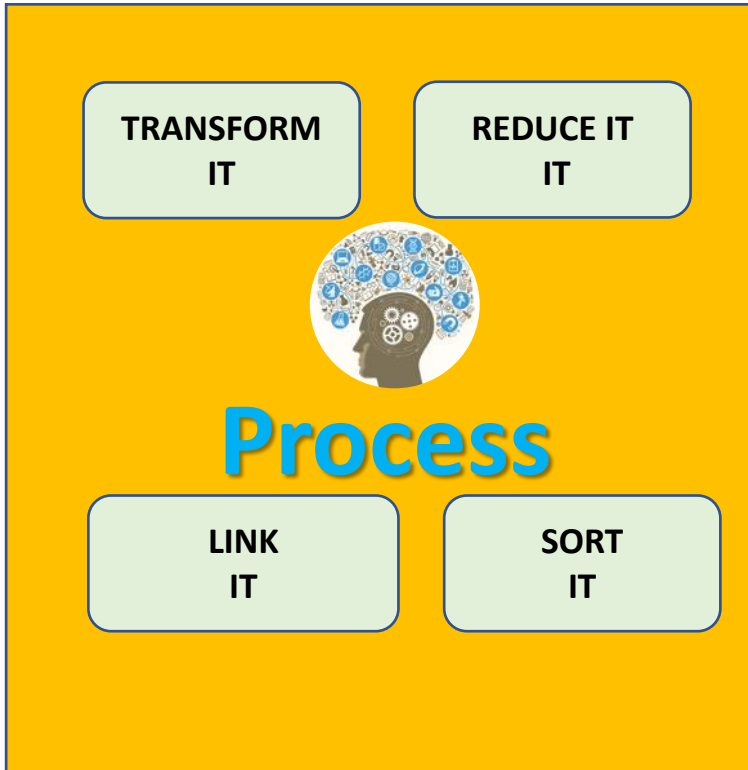 TRANSFORM
IT
REDUCE IT
IT
Process
LINK
IT
SORT
IT